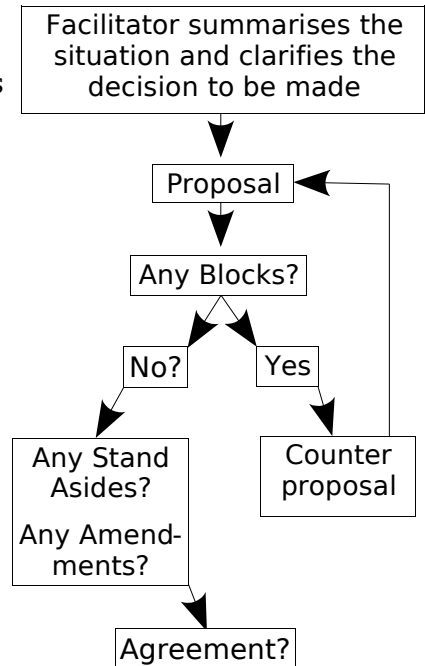 Facilitator summarises the
situation and clarifies the
decision to be made
s
Proposal
Any Blocks?
No?
Yes
Any Stand
Asides?
Any Amend-
ments?
Counter
proposal
Agreement?